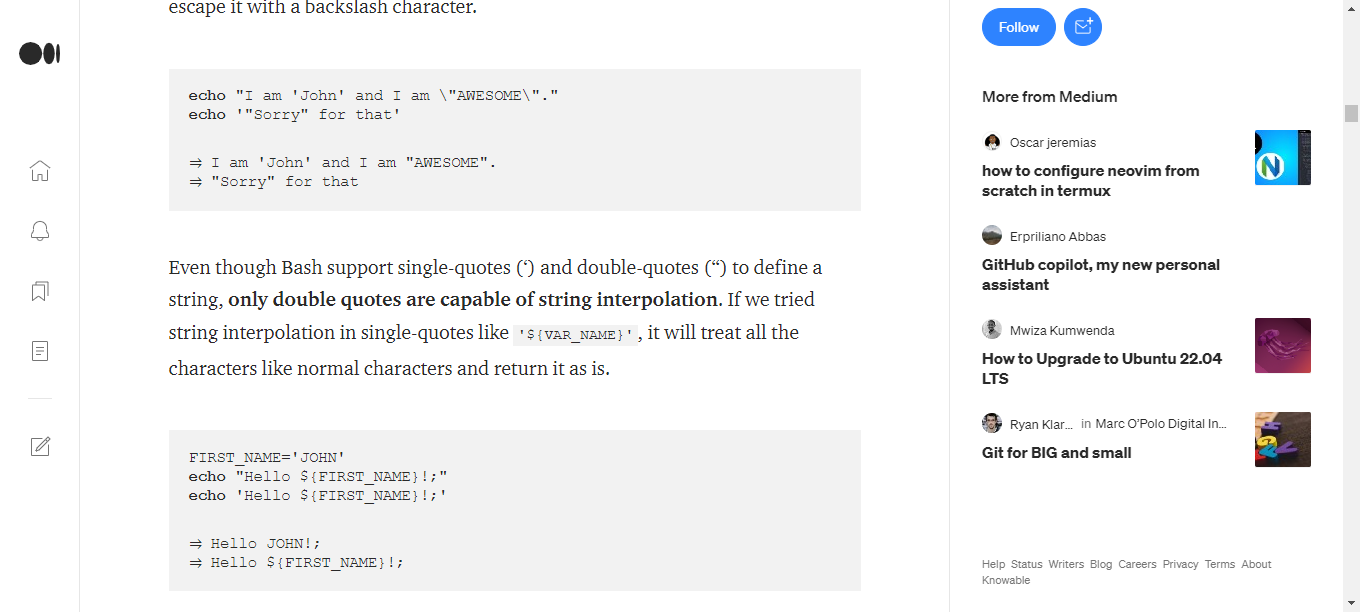 escape it with a backslash character.
echo "I am 'John' and I am \"AWESOME\"."
echo '"Sorry" for that'
⇒ I am 'John' and I am "AWESOME".
⇒ "Sorry" for that
Even though Bash support single-quotes (‘) and double-quotes (“) to define a
string, only double quotes are capable of string interpolation. If we tried
string interpolation in single-quotes like '${VAR_NAME}', it will treat all the
characters like normal characters and return it as is.
FIRST_NAME='JOHN'
echo "Hello ${FIRST_NAME}!;"
echo 'Hello ${FIRST_NAME}!;'
⇒ Hello JOHN!;
⇒ Hello ${FIRST_NAME}!;
Follow
More from Medium
Oscar jeremias
how to configure neovim from
scratch in termux
Erpriliano Abbas
GitHub copilot, my new personal
assistant
Mwiza Kumwenda
How to Upgrade to Ubuntu 22.04
LTS
Ryan Klar... in Marc O’Polo Digital In...
Git for BIG and small
Help Status Writers Blog Careers Privacy Terms About
Knowable